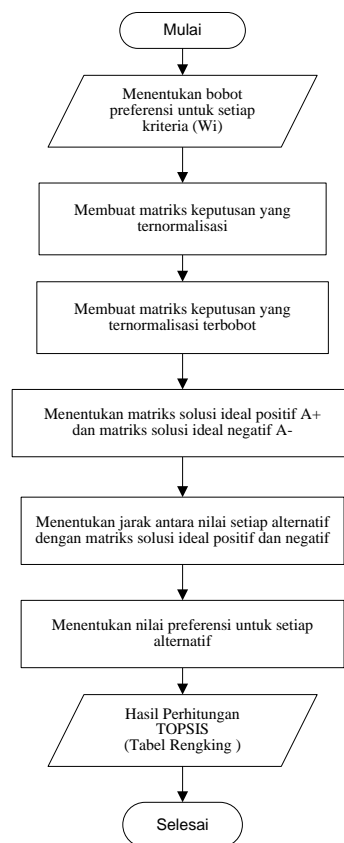 Mulai
Menentukan bobot
preferensi untuk setiap
kriteria (Wi)
Membuat matriks keputusan yang
ternormalisasi
Membuat matriks keputusan yang
ternormalisasi terbobot
Menentukan matriks solusi ideal positif A+
dan matriks solusi ideal negatif A-
Menentukan jarak antara nilai setiap alternatif
dengan matriks solusi ideal positif dan negatif
Menentukan nilai preferensi untuk setiap
alternatif
Hasil Perhitungan
TOPSIS
(Tabel Rengking )
Selesai